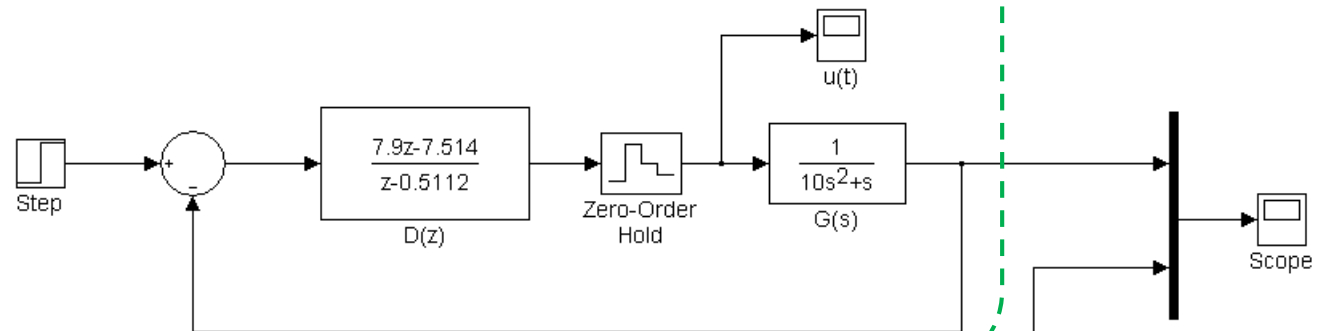 u(t)
Step
+
−
7.9z-7.514
z-0.5112
D(z)
Zero-Order
Hold
1
10s²+s
G(s)
Scope